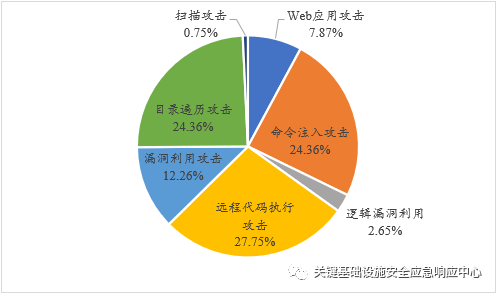 扫描攻击
0.75%
Web应用攻击
7.87%
目录遍历攻击
24.36%
命令注入攻击
24.36%
漏洞利用攻击
12.26%
逻辑漏洞利用
2.65%
远程代码执行
攻击
27.75%
关键基础设施安全应急响应中心